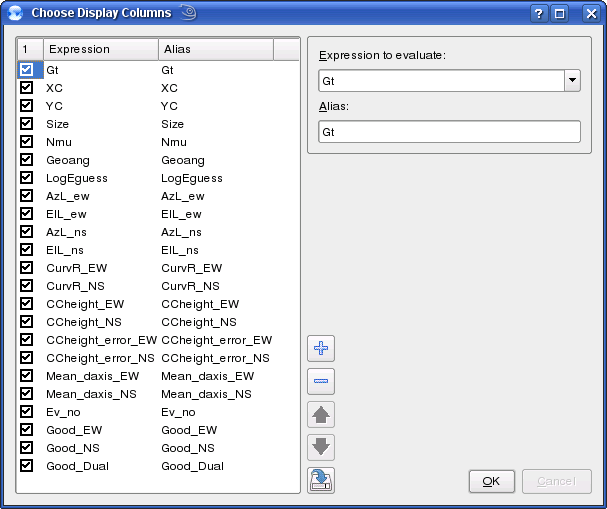 Choose Display Columns
1 Expression Alias
Gt Gt
XC XC
YC YC
Size Size
Nmu Nmu
Geoang Geoang
LogEguess LogEguess
AzL_ew AzL_ew
ElL_ew ElL_ew
AzL_ns AzL_ns
ElL_ns ElL_ns
CurvR_EW CurvR_EW
CurvR_NS CurvR_NS
CCheight_EW CCheight_EW
CCheight_NS CCheight_NS
CCheight_error_EW CCheight_error_EW
CCheight_error_NS CCheight_error_NS
Mean_daxis_EW Mean_daxis_EW
Mean_daxis_NS Mean_daxis_NS
Ev_no Ev_no
Good_EW Good_EW
Good_NS Good_NS
Good_Dual Good_Dual
Expression to evaluate:
Gt
Alias:
Gt
OK Cancel